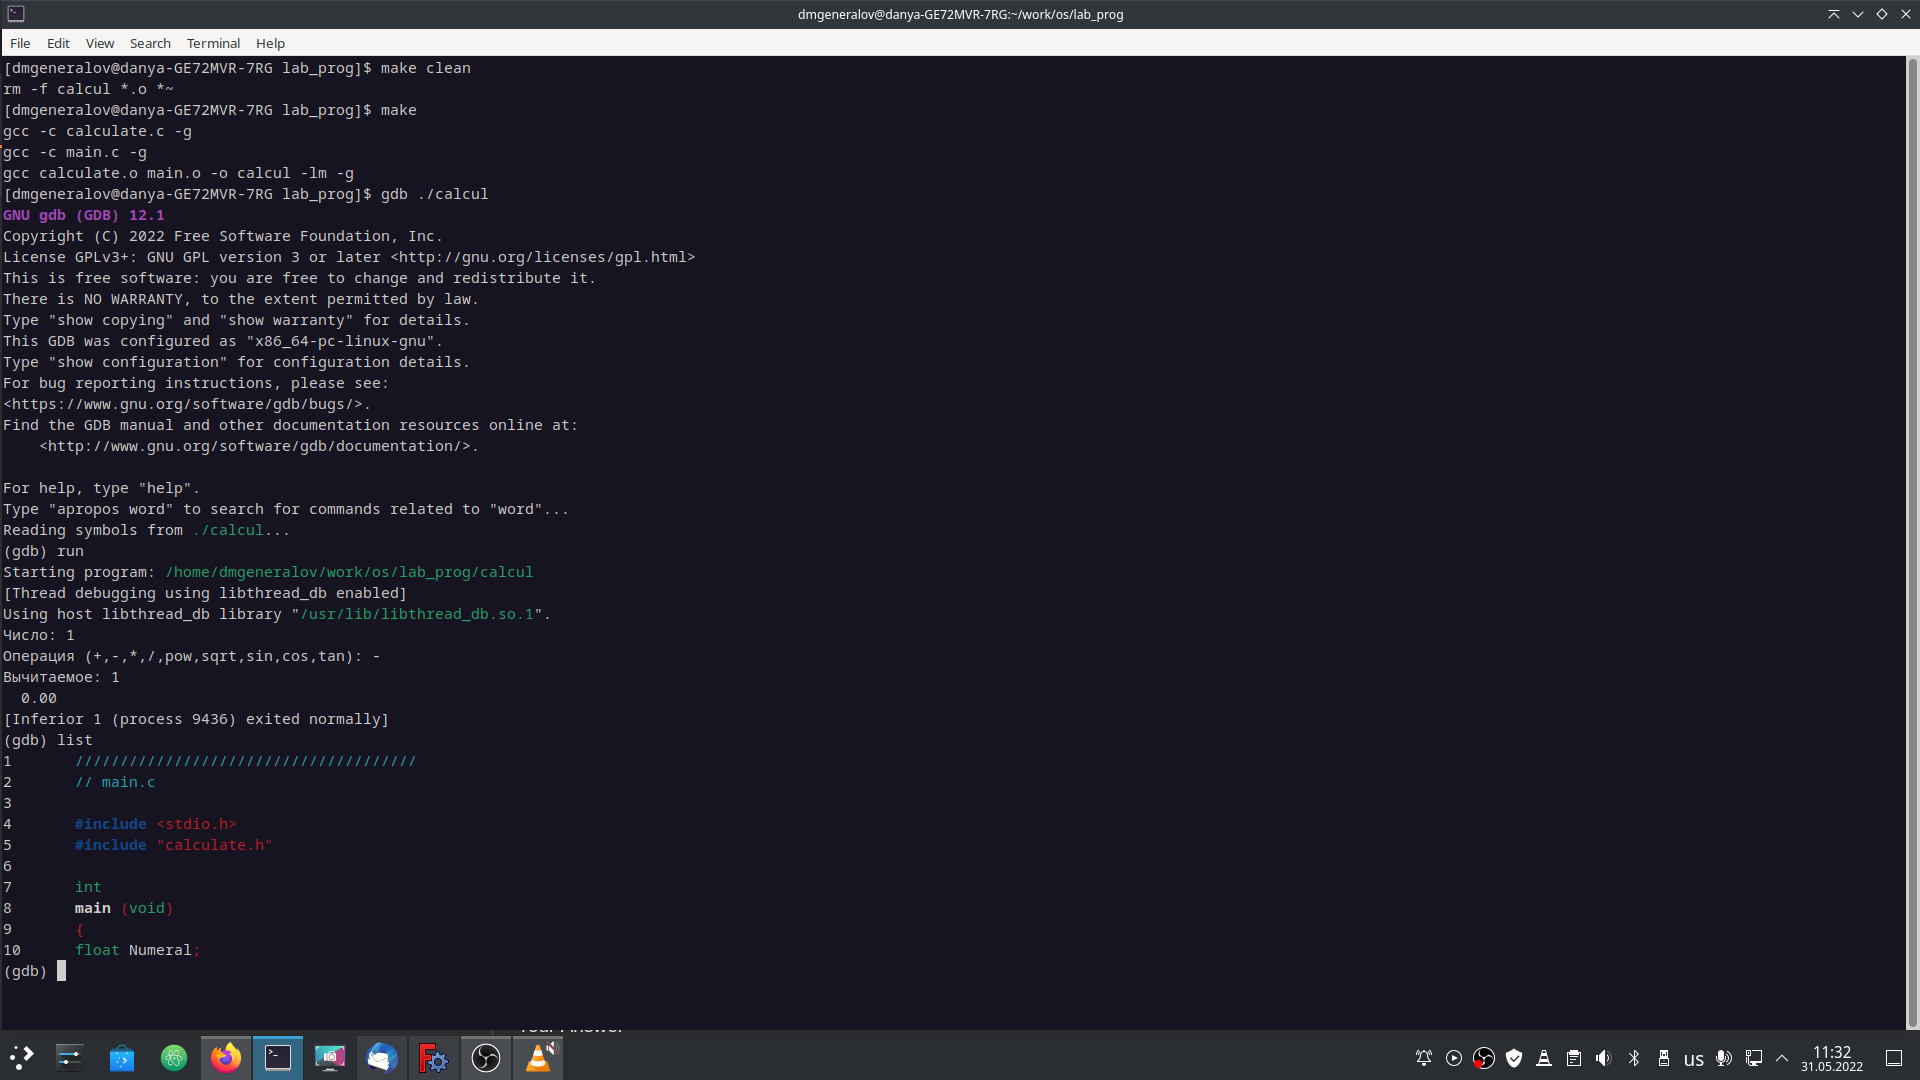 dmgeneralov@danya-GE72MVR-7RG:~/work/os/lab_prog
File Edit View Search Terminal Help
[dmgeneralov@danya-GE72MVR-7RG lab_prog]$ make clean
rm -f calcul *.o *~
[dmgeneralov@danya-GE72MVR-7RG lab_prog]$ make
gcc -c calculate.c -g
gcc -c main.c -g
gcc calculate.o main.o -o calcul -lm -g
[dmgeneralov@danya-GE72MVR-7RG lab_prog]$ gdb ./calcul
GNU gdb (GDB) 12.1
Copyright (C) 2022 Free Software Foundation, Inc.
License GPLv3+: GNU GPL version 3 or later <http://gnu.org/licenses/gpl.html>
This is free software: you are free to change and redistribute it.
There is NO WARRANTY, to the extent permitted by law.
Type "show copying" and "show warranty" for details.
This GDB was configured as "x86_64-pc-linux-gnu".
Type "show configuration" for configuration details.
For bug reporting instructions, please see:
<https://www.gnu.org/software/gdb/bugs/>.
Find the GDB manual and other documentation resources online at:
    <http://www.gnu.org/software/gdb/documentation/>.

For help, type "help".
Type "apropos word" to search for commands related to "word"...
Reading symbols from ./calcul...
(gdb) run
Starting program: /home/dmgeneralov/work/os/lab_prog/calcul
[Thread debugging using libthread_db enabled]
Using host libthread_db library "/usr/lib/libthread_db.so.1".
Число: 1
Операция (+,-,*,/,pow,sqrt,sin,cos,tan): -
Вычитаемое: 1
  0.00
[Inferior 1 (process 9436) exited normally]
(gdb) list
1       //////////////////////////////////////
2       // main.c
3
4       #include <stdio.h>
5       #include "calculate.h"
6
7       int
8       main (void)
9       {
10      float Numeral;
(gdb)
us
11:32
31.05.2022